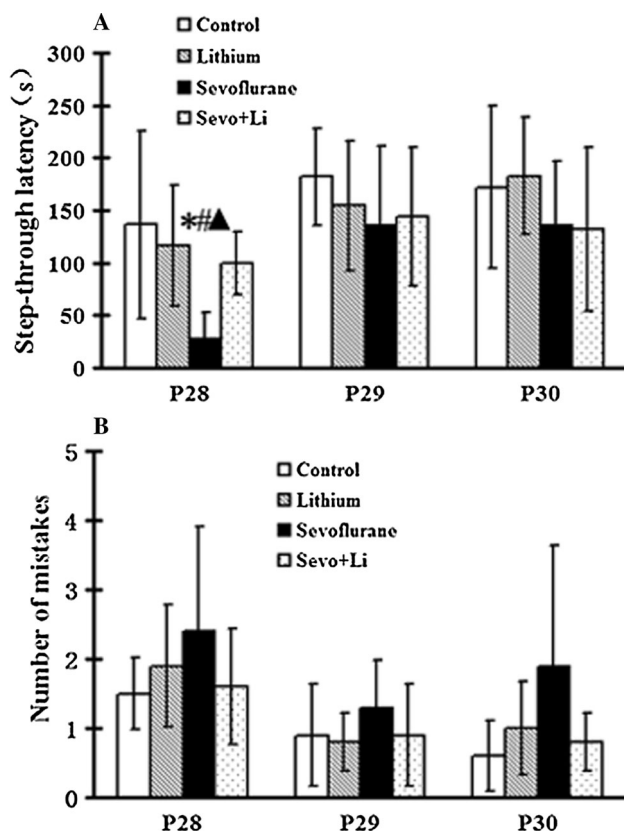 A
Control
Lithium
Sevoflurane
Sevo+Li
Step-through latency (s)
300
250
200
150
100
50
0
*#▲
P28 P29 P30
B
Control
Lithium
Sevoflurane
Sevo+Li
Number of mistakes
5
4
3
2
1
0
P28 P29 P30